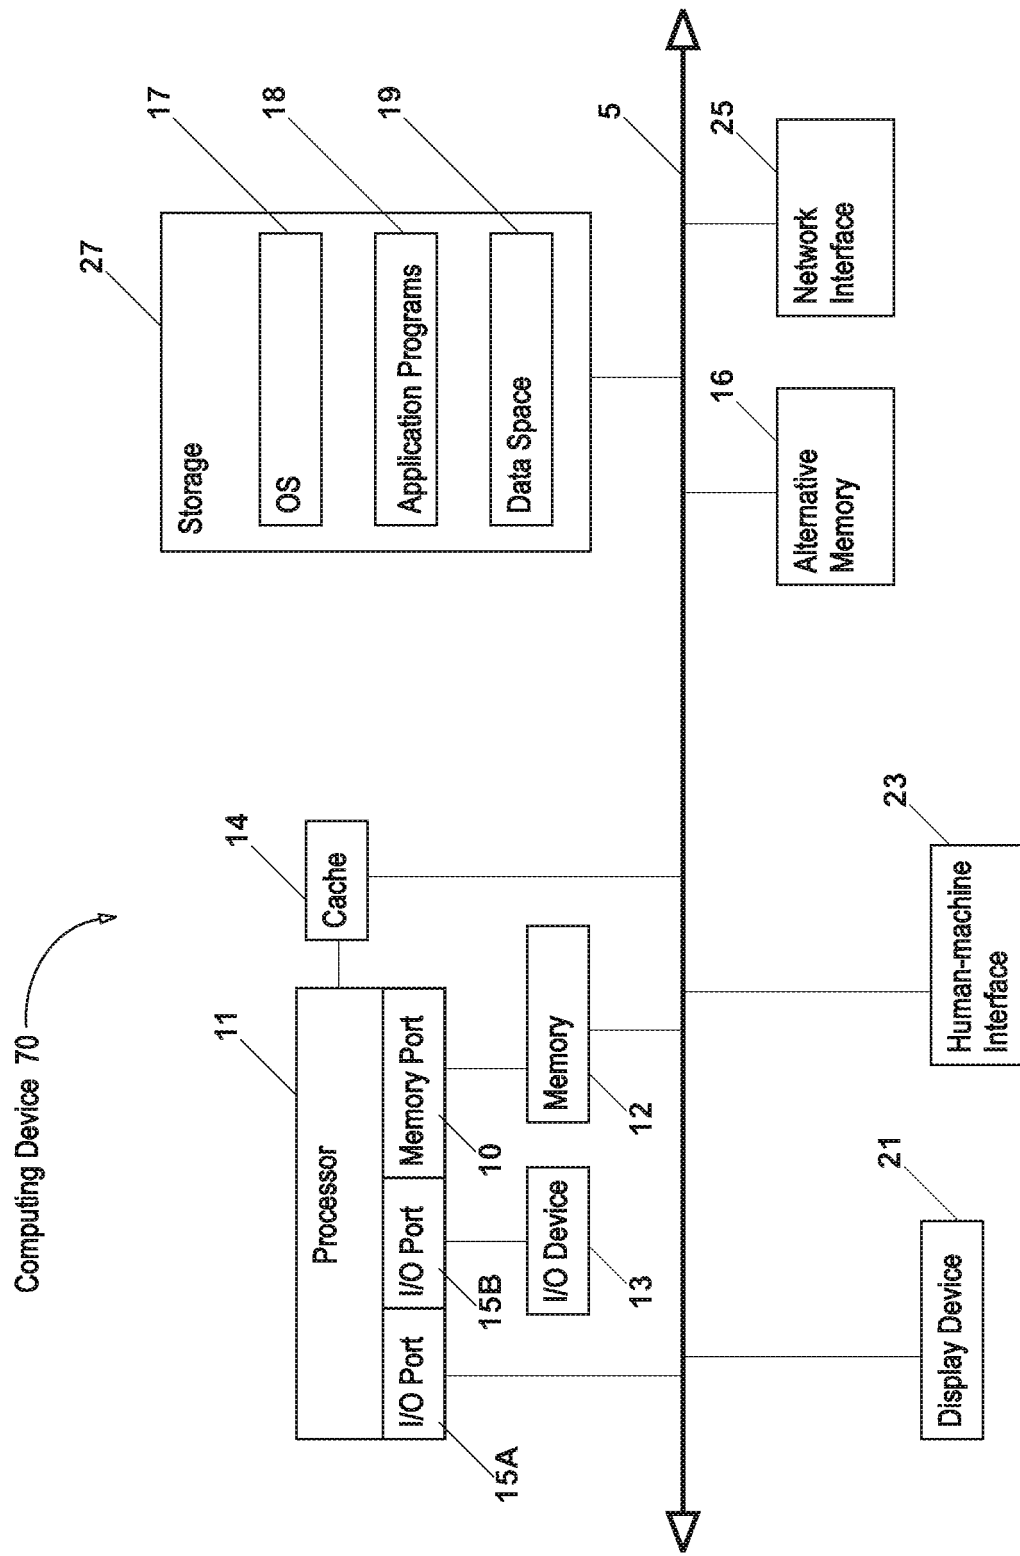 Computing Device 70
11
Processor
I/O Port
I/O Port
Memory Port
15A
15B
10
14
Cache
I/O Device
13
Memory
12
27
Storage
OS
17
Application Programs
18
Data Space
19
5
Display Device
21
Human-machine
Interface
23
Alternative
Memory
16
Network
Interface
25